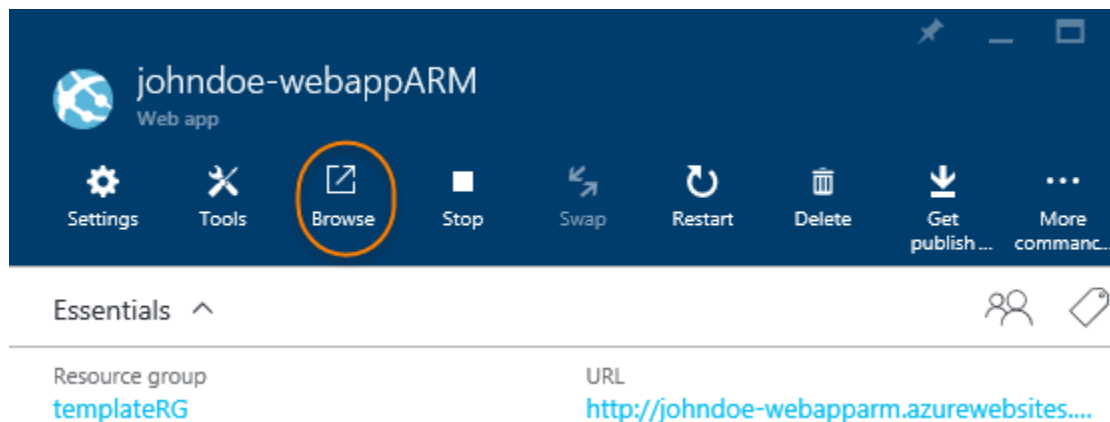 johndoe-webappARM
Web app
Settings Tools Browse Stop Swap Restart Delete Get publish ... More commanc...
Essentials
Resource group URL
templateRG http://johndoe-webapparm.azurewebsites....